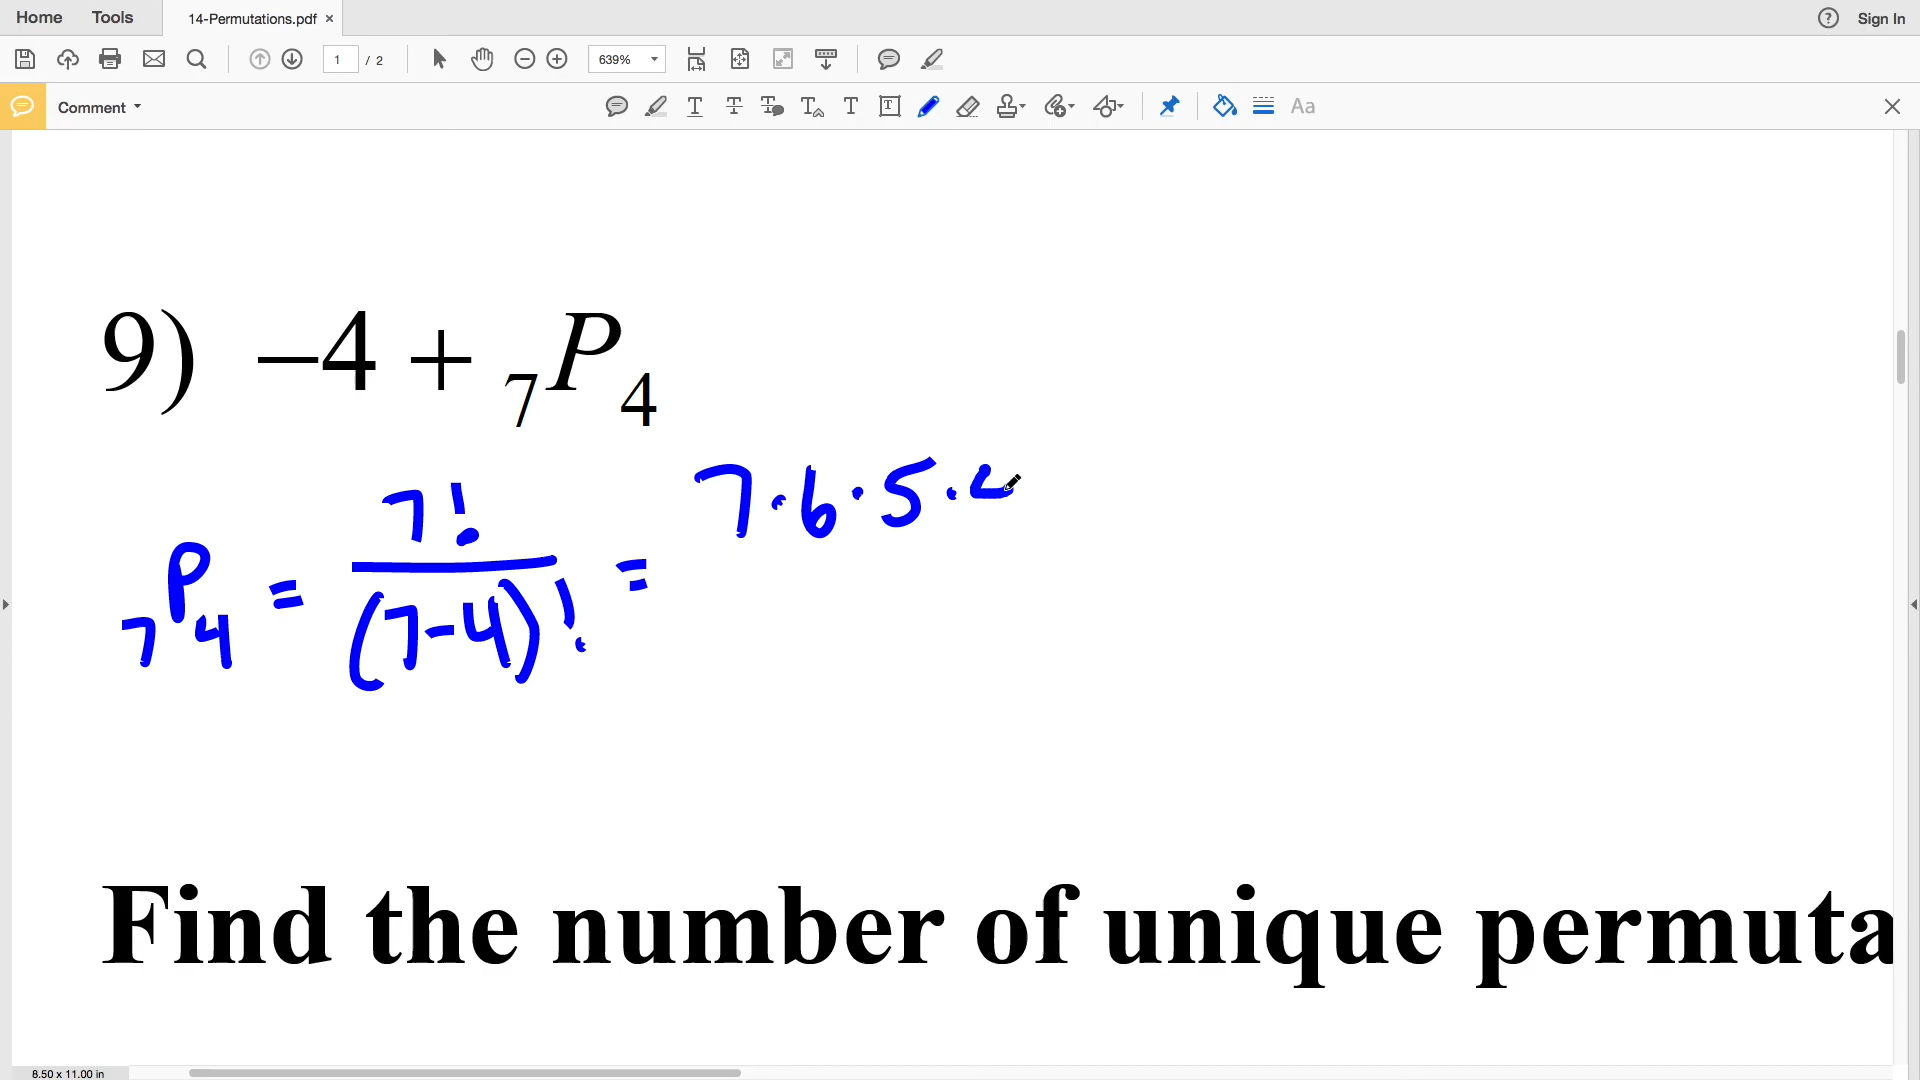 Home Tools 14-Permutations.pdf × ? Sign In
1 / 2 639%
Comment Aa
9) −4 + ₇P₄
₇P₄ = 7! / (7-4)! = 7·6·5·4
Find the number of unique permuta
8.50 x 11.00 in